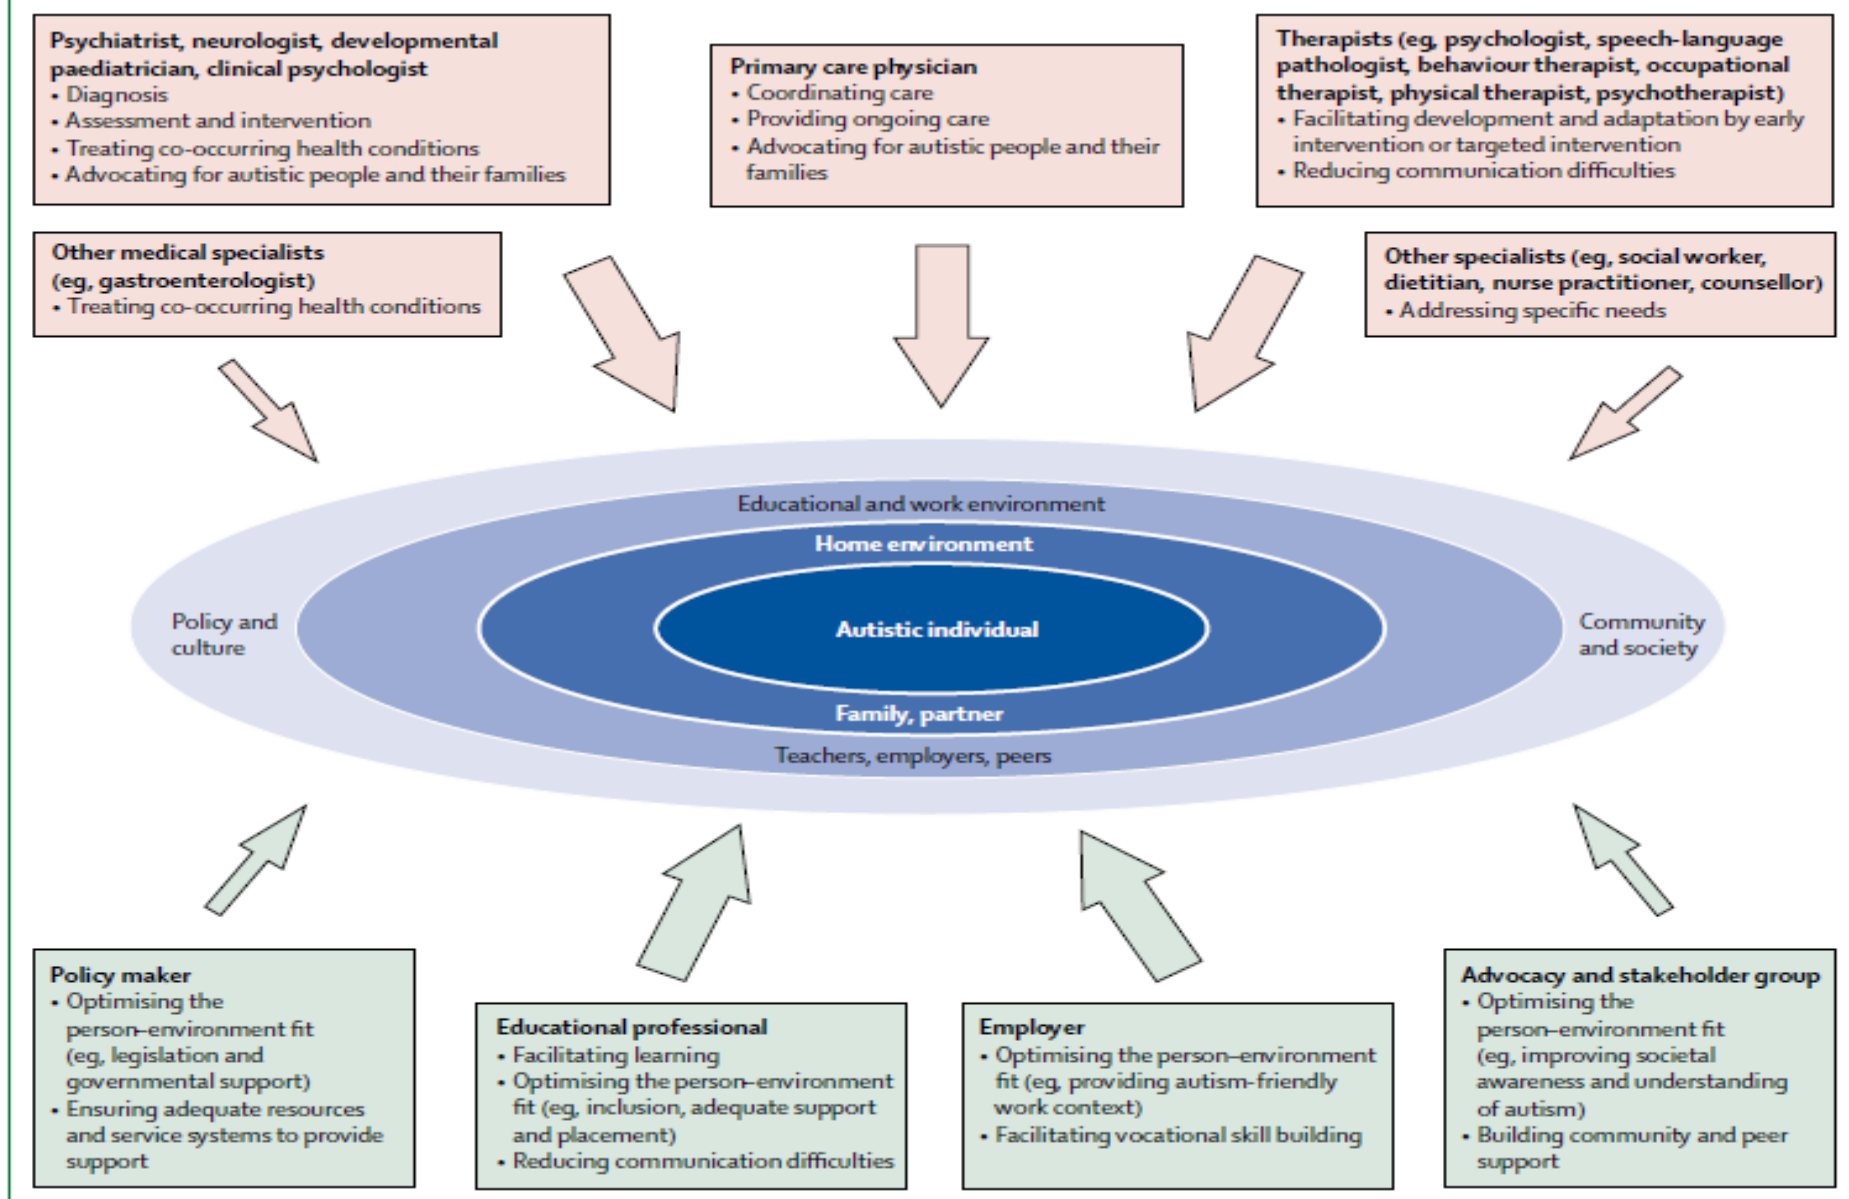 Psychiatrist, neurologist, developmental
paediatrician, clinical psychologist
• Diagnosis
• Assessment and intervention
• Treating co-occurring health conditions
• Advocating for autistic people and their families
Primary care physician
• Coordinating care
• Providing ongoing care
• Advocating for autistic people and their
families
Therapists (eg, psychologist, speech-language
pathologist, behaviour therapist, occupational
therapist, physical therapist, psychotherapist)
• Facilitating development and adaptation by early
intervention or targeted intervention
• Reducing communication difficulties
Other medical specialists
(eg, gastroenterologist)
• Treating co-occurring health conditions
Other specialists (eg, social worker,
dietitian, nurse practitioner, counsellor)
• Addressing specific needs
Educational and work environment
Home environment
Policy and
culture
Autistic individual
Community
and society
Family, partner
Teachers, employers, peers
Policy maker
• Optimising the
person–environment fit
(eg, legislation and
governmental support)
• Ensuring adequate resources
and service systems to provide
support
Educational professional
• Facilitating learning
• Optimising the person–environment
fit (eg, inclusion, adequate support
and placement)
• Reducing communication difficulties
Employer
• Optimising the person–environment
fit (eg, providing autism-friendly
work context)
• Facilitating vocational skill building
Advocacy and stakeholder group
• Optimising the
person–environment fit
(eg, improving societal
awareness and understanding
of autism)
• Building community and peer
support